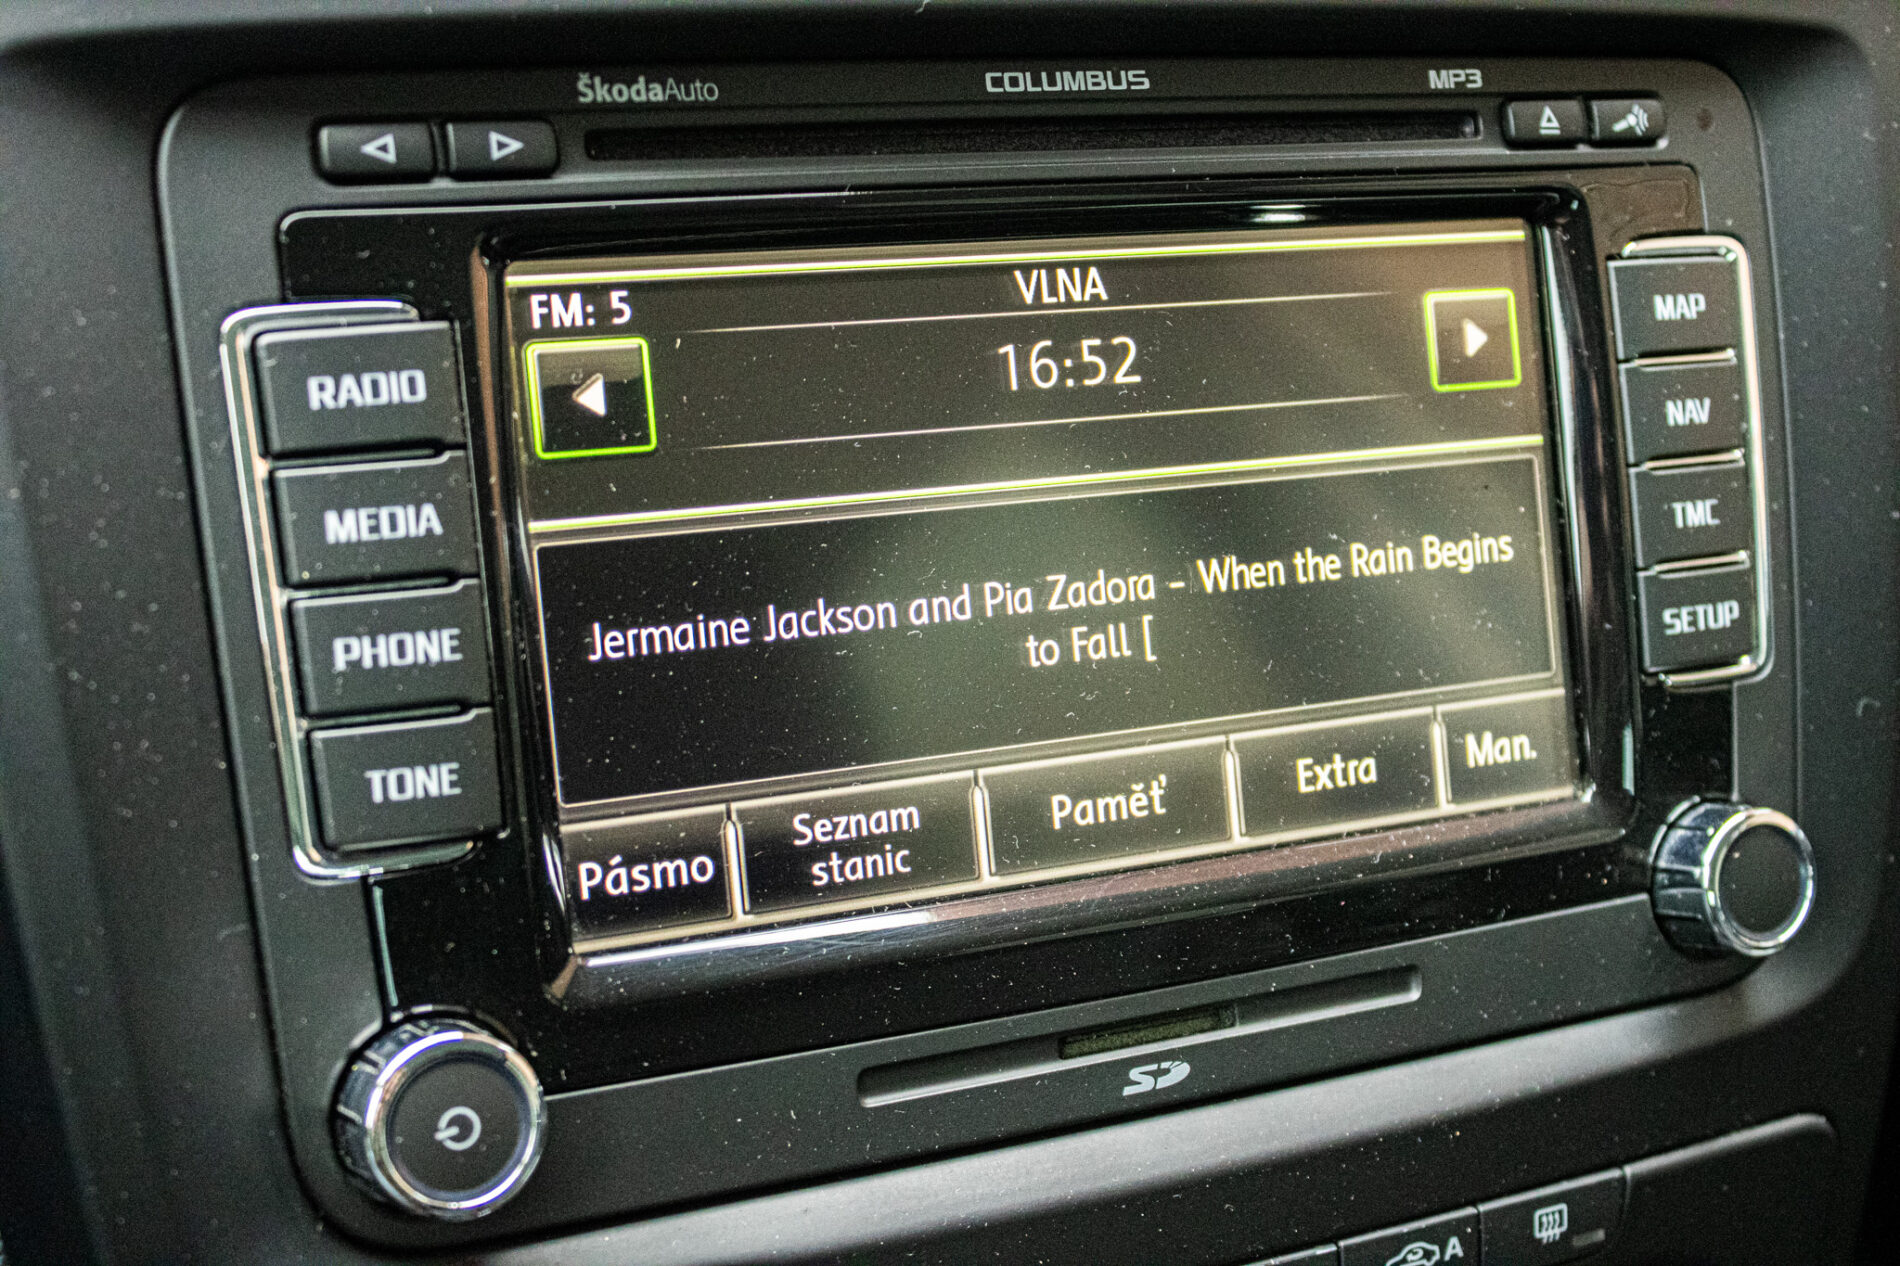 ŠkodaAuto
COLUMBUS
MP3
FM: 5
VLNA
16:52
RADIO
MEDIA
PHONE
TONE
Jermaine Jackson and Pia Zadora - When the Rain Begins
to Fall [
Pásmo
Seznam
stanic
Paměť
Extra
Man.
MAP
NAV
TMC
SETUP
SD
A